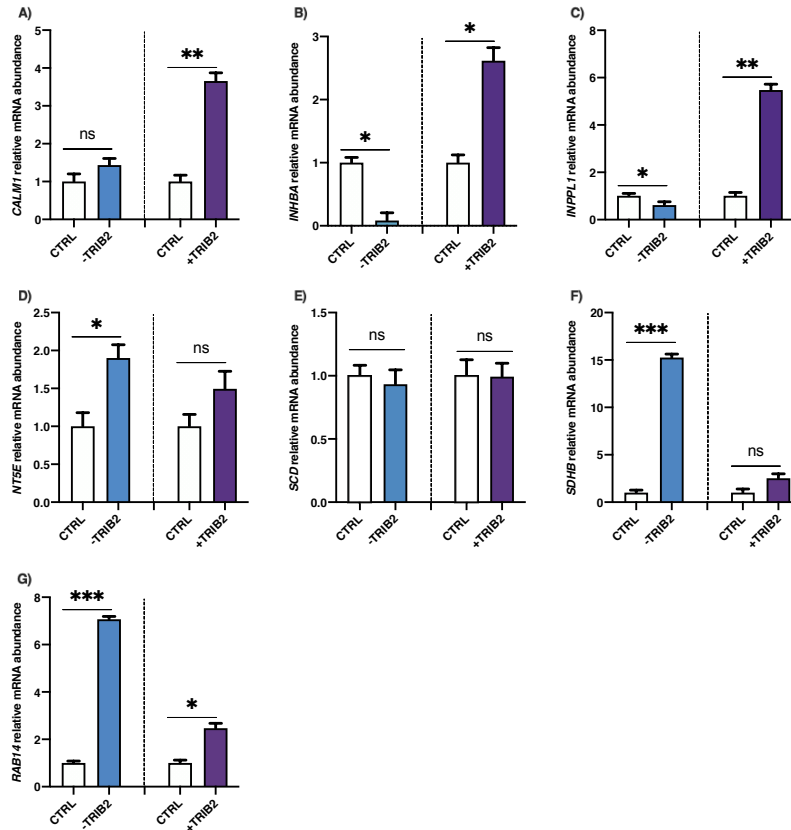 A)
CALM1 relative mRNA abundance
5
4
3
2
1
0
ns
**
CTRL
-TRIB2
CTRL
+TRIB2
B)
INHBA relative mRNA abundance
3
2
1
0
*
*
CTRL
-TRIB2
CTRL
+TRIB2
C)
INPPL1 relative mRNA abundance
8
6
4
2
0
*
**
CTRL
-TRIB2
CTRL
+TRIB2
D)
NT5E relative mRNA abundance
2.5
2.0
1.5
1.0
0.5
0.0
*
ns
CTRL
-TRIB2
CTRL
+TRIB2
E)
SCD relative mRNA abundance
1.5
1.0
0.5
0.0
ns
ns
CTRL
-TRIB2
CTRL
+TRIB2
F)
SDHB relative mRNA abundance
20
15
10
5
0
***
ns
CTRL
-TRIB2
CTRL
+TRIB2
G)
RAB14 relative mRNA abundance
8
6
4
2
0
***
*
CTRL
-TRIB2
CTRL
+TRIB2